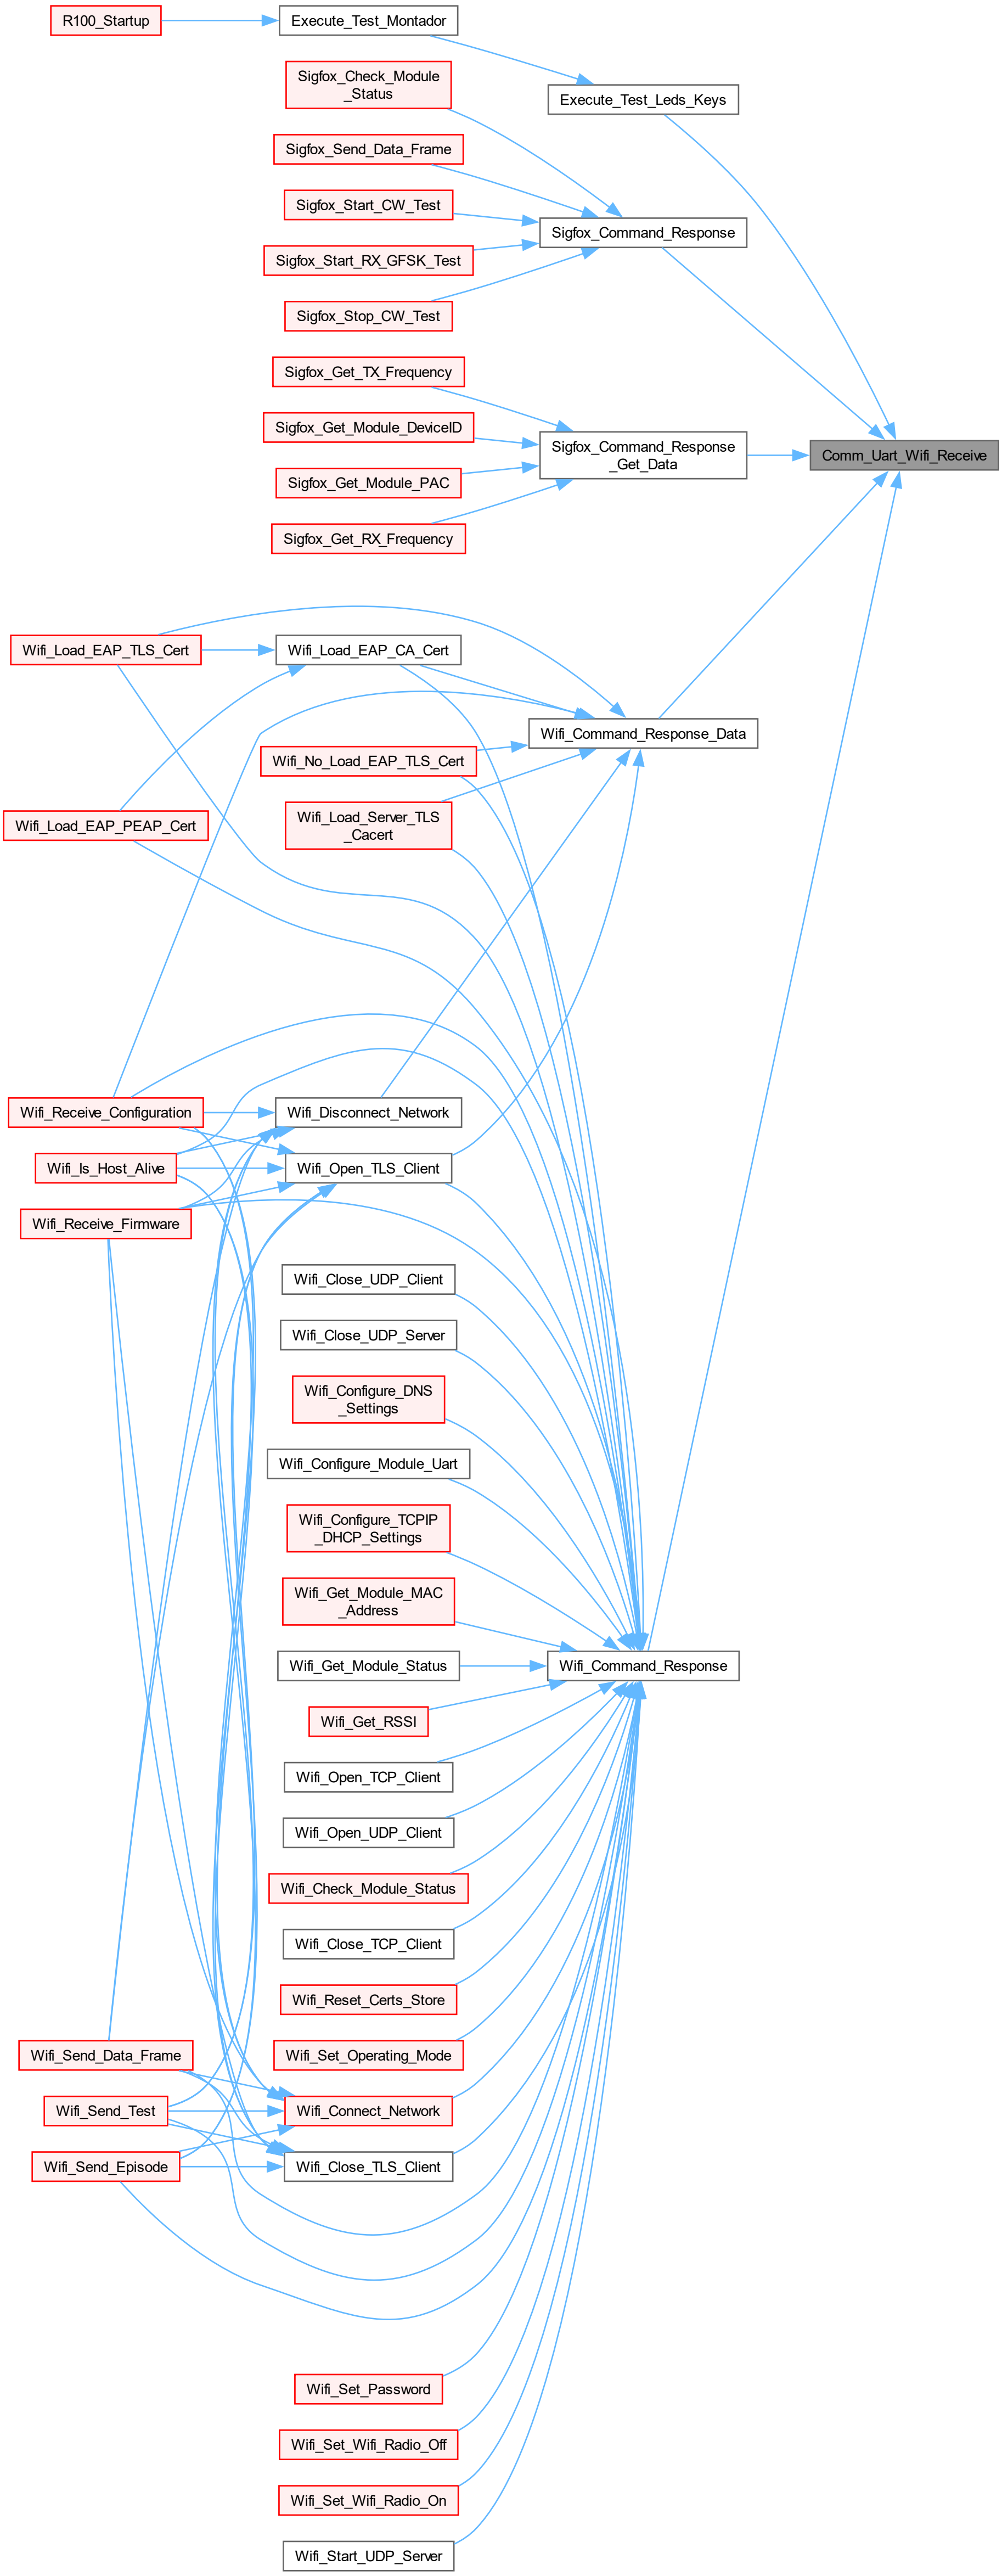 R100_Startup
Execute_Test_Montador
Sigfox_Check_Module
_Status
Execute_Test_Leds_Keys
Sigfox_Send_Data_Frame
Sigfox_Start_CW_Test
Sigfox_Command_Response
Sigfox_Start_RX_GFSK_Test
Sigfox_Stop_CW_Test
Sigfox_Get_TX_Frequency
Sigfox_Get_Module_DeviceID
Sigfox_Command_Response
_Get_Data
Comm_Uart_Wifi_Receive
Sigfox_Get_Module_PAC
Sigfox_Get_RX_Frequency
Wifi_Load_EAP_TLS_Cert
Wifi_Load_EAP_CA_Cert
Wifi_Command_Response_Data
Wifi_No_Load_EAP_TLS_Cert
Wifi_Load_EAP_PEAP_Cert
Wifi_Load_Server_TLS
_Cacert
Wifi_Receive_Configuration
Wifi_Disconnect_Network
Wifi_Is_Host_Alive
Wifi_Open_TLS_Client
Wifi_Receive_Firmware
Wifi_Close_UDP_Client
Wifi_Close_UDP_Server
Wifi_Configure_DNS
_Settings
Wifi_Configure_Module_Uart
Wifi_Configure_TCPIP
_DHCP_Settings
Wifi_Get_Module_MAC
_Address
Wifi_Get_Module_Status
Wifi_Command_Response
Wifi_Get_RSSI
Wifi_Open_TCP_Client
Wifi_Open_UDP_Client
Wifi_Check_Module_Status
Wifi_Close_TCP_Client
Wifi_Reset_Certs_Store
Wifi_Send_Data_Frame
Wifi_Set_Operating_Mode
Wifi_Send_Test
Wifi_Connect_Network
Wifi_Send_Episode
Wifi_Close_TLS_Client
Wifi_Set_Password
Wifi_Set_Wifi_Radio_Off
Wifi_Set_Wifi_Radio_On
Wifi_Start_UDP_Server